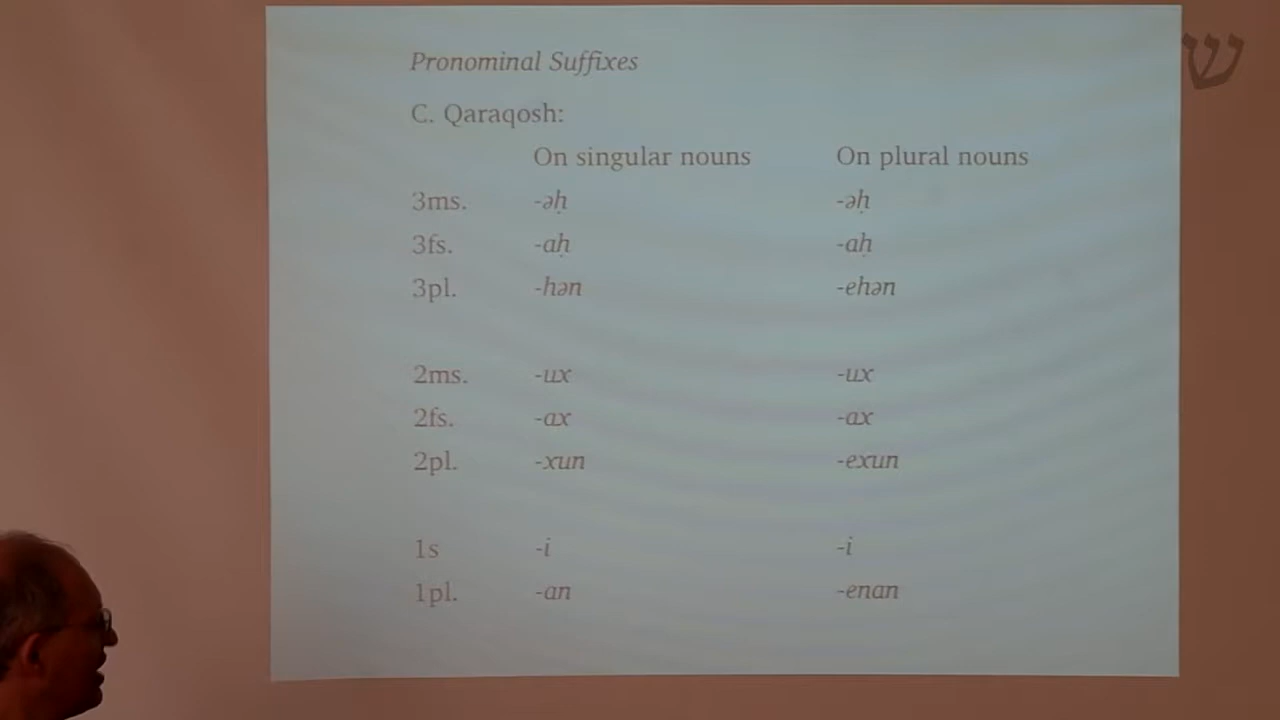 ש
Pronominal Suffixes
C. Qaraqosh:
On singular nouns On plural nouns
3ms. -əḥ -əḥ
3fs. -aḥ -aḥ
3pl. -hən -ehən
2ms. -ux -ux
2fs. -ax -ax
2pl. -xun -exun
1s -i -i
1pl. -an -enan